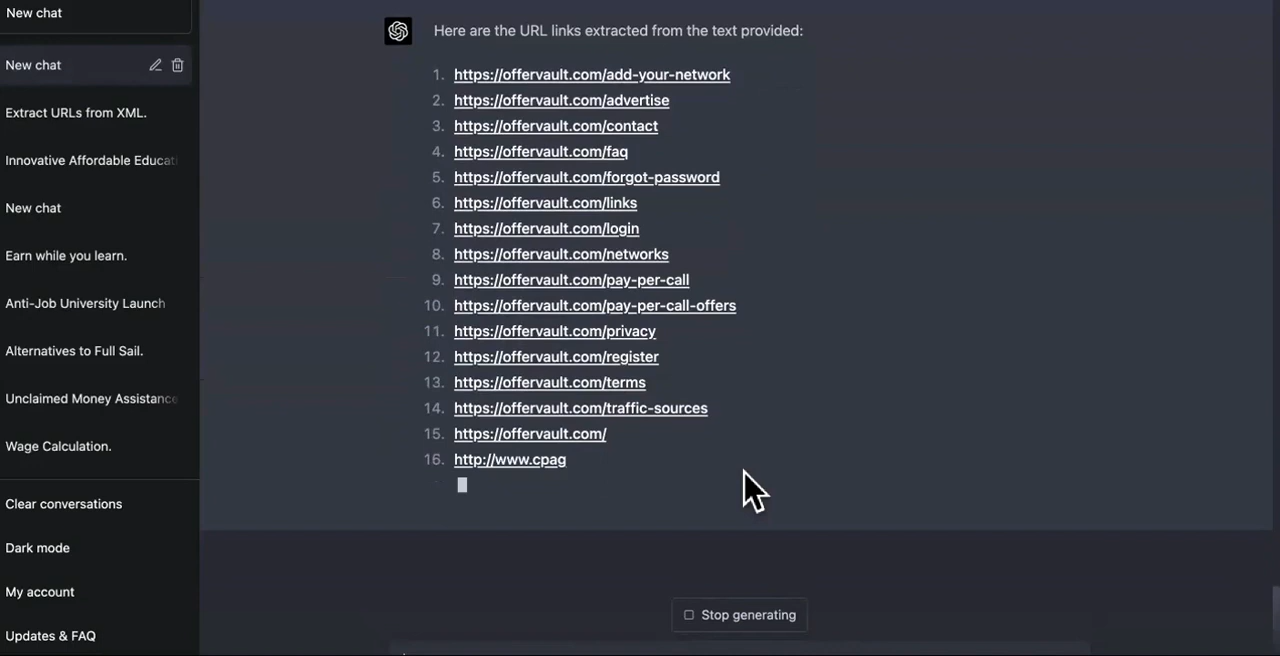 New chat
New chat
Extract URLs from XML.
Innovative Affordable Educat
New chat
Earn while you learn.
Anti-Job University Launch
Alternatives to Full Sail.
Unclaimed Money Assistance
Wage Calculation.
Clear conversations
Dark mode
My account
Updates & FAQ
Here are the URL links extracted from the text provided:
1. https://offervault.com/add-your-network
2. https://offervault.com/advertise
3. https://offervault.com/contact
4. https://offervault.com/faq
5. https://offervault.com/forgot-password
6. https://offervault.com/links
7. https://offervault.com/login
8. https://offervault.com/networks
9. https://offervault.com/pay-per-call
10. https://offervault.com/pay-per-call-offers
11. https://offervault.com/privacy
12. https://offervault.com/register
13. https://offervault.com/terms
14. https://offervault.com/traffic-sources
15. https://offervault.com/
16. http://www.cpag
Stop generating